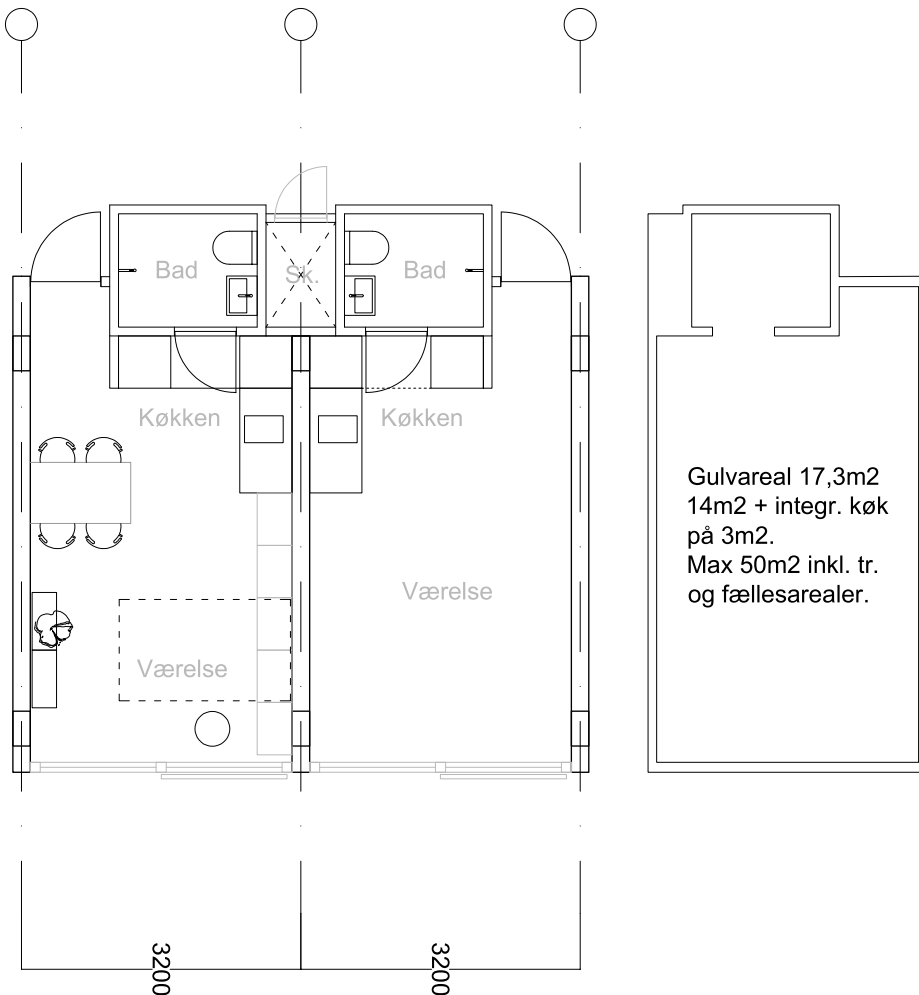 Bad
Sk.
Bad
Køkken
Køkken
Værelse
Værelse
Gulvareal 17,3m2
14m2 + integr. køk
på 3m2.
Max 50m2 inkl. tr.
og fællesarealer.
3200
3200